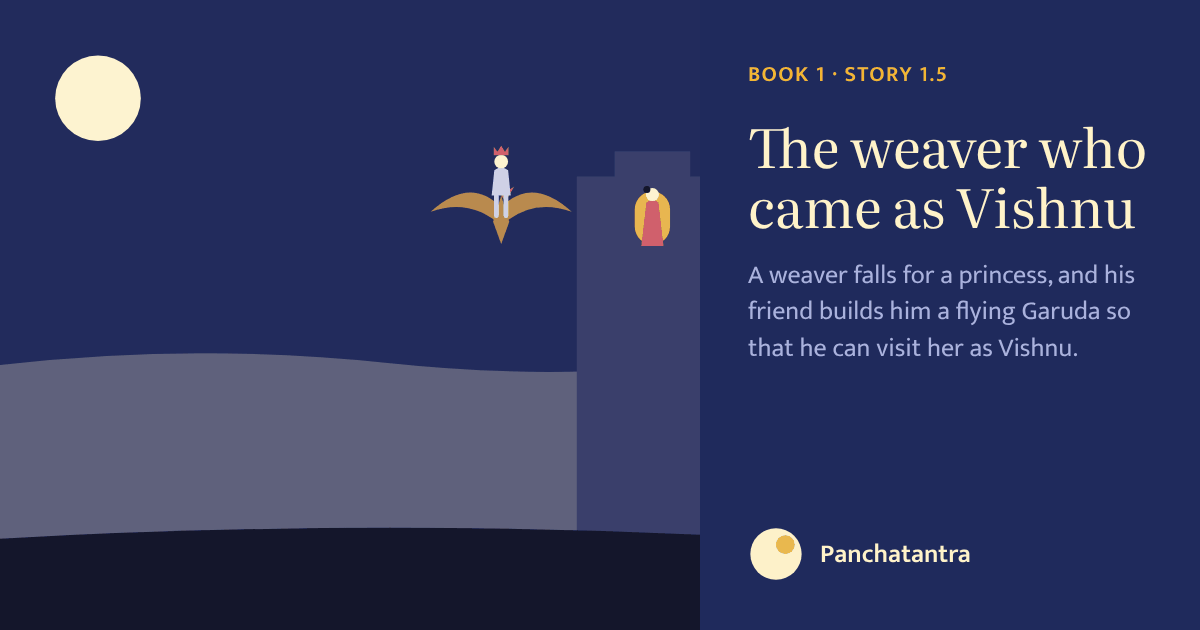 BOOK 1 · STORY 1.5
The weaver who
came as Vishnu
A weaver falls for a princess, and his
friend builds him a flying Garuda so
that he can visit her as Vishnu.
Panchatantra